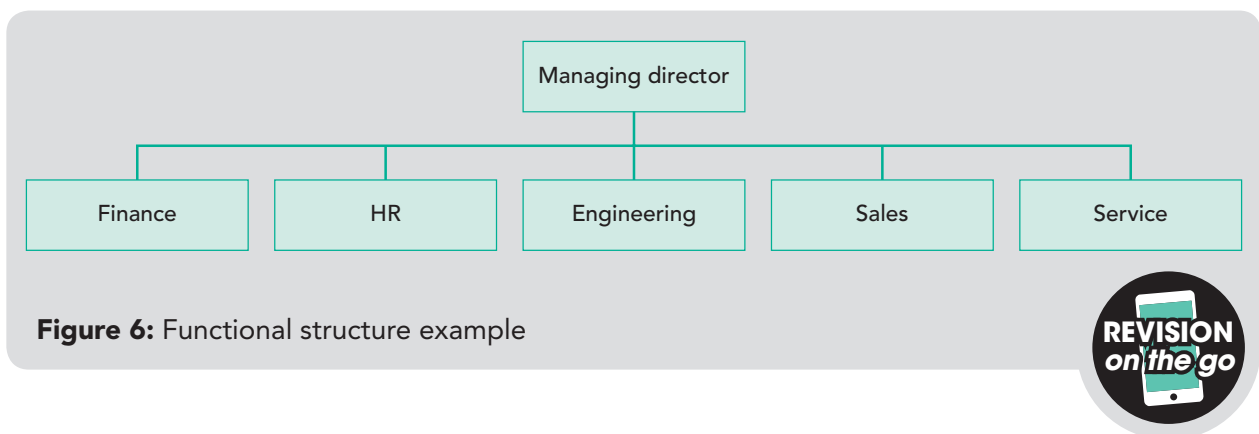 Managing director
Finance
HR
Engineering
Sales
Service
Figure 6: Functional structure example
REVISION
on the go